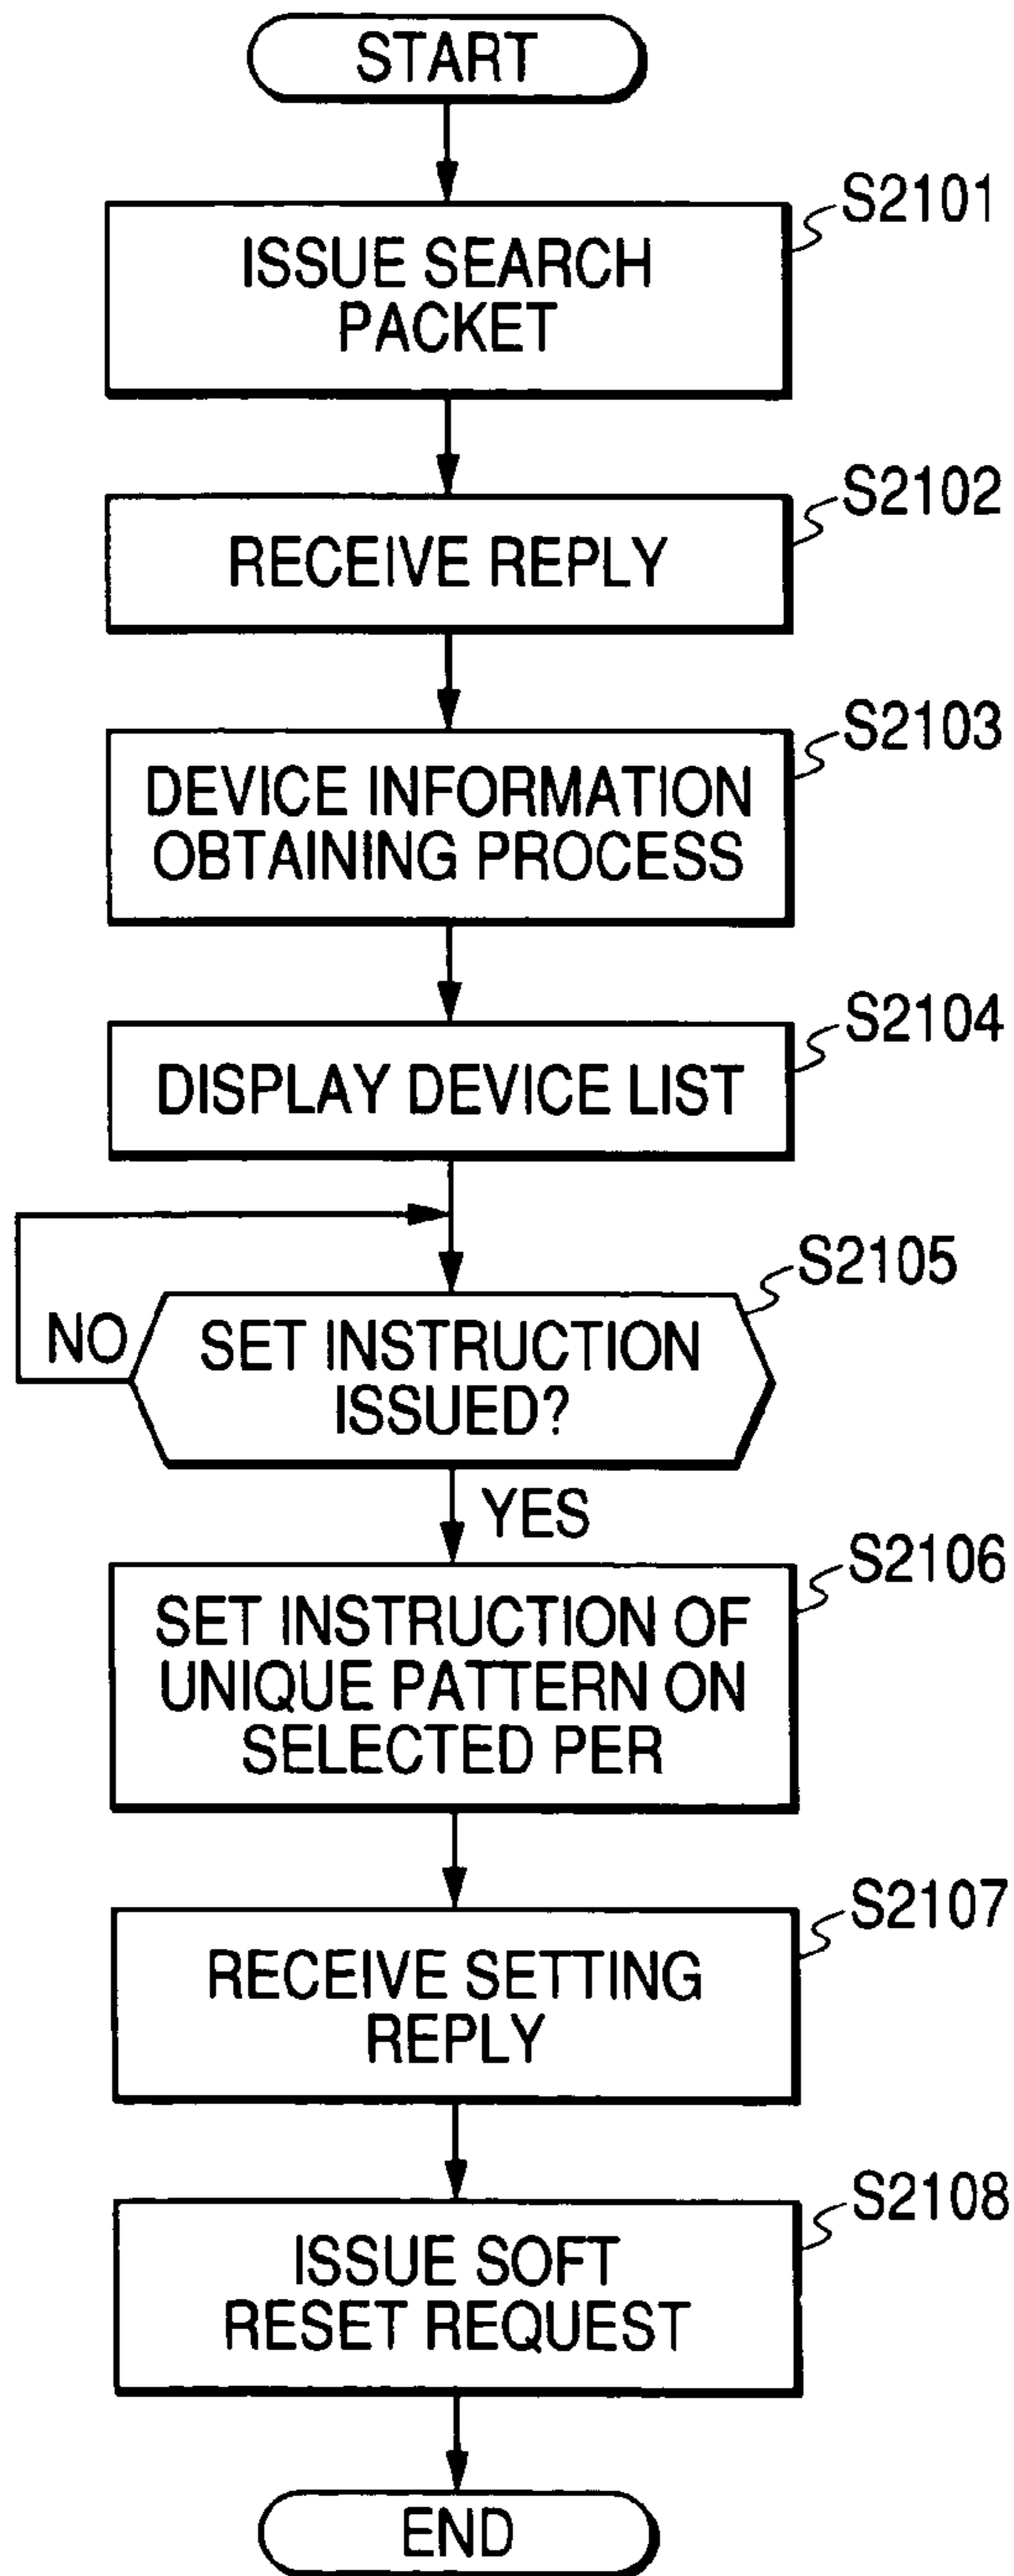 START
S2101
ISSUE SEARCH
PACKET
S2102
RECEIVE REPLY
S2103
DEVICE INFORMATION
OBTAINING PROCESS
S2104
DISPLAY DEVICE LIST
S2105
NO
SET INSTRUCTION
ISSUED?
YES
S2106
SET INSTRUCTION OF
UNIQUE PATTERN ON
SELECTED PER
S2107
RECEIVE SETTING
REPLY
S2108
ISSUE SOFT
RESET REQUEST
END